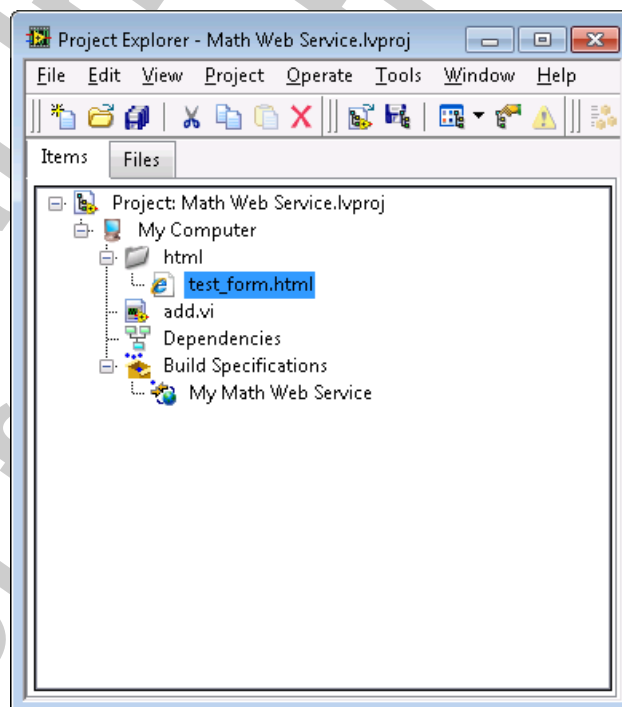 Project Explorer - Math Web Service.lvproj
File Edit View Project Operate Tools Window Help
Items Files
Project: Math Web Service.lvproj
My Computer
html
test_form.html
add.vi
Dependencies
Build Specifications
My Math Web Service